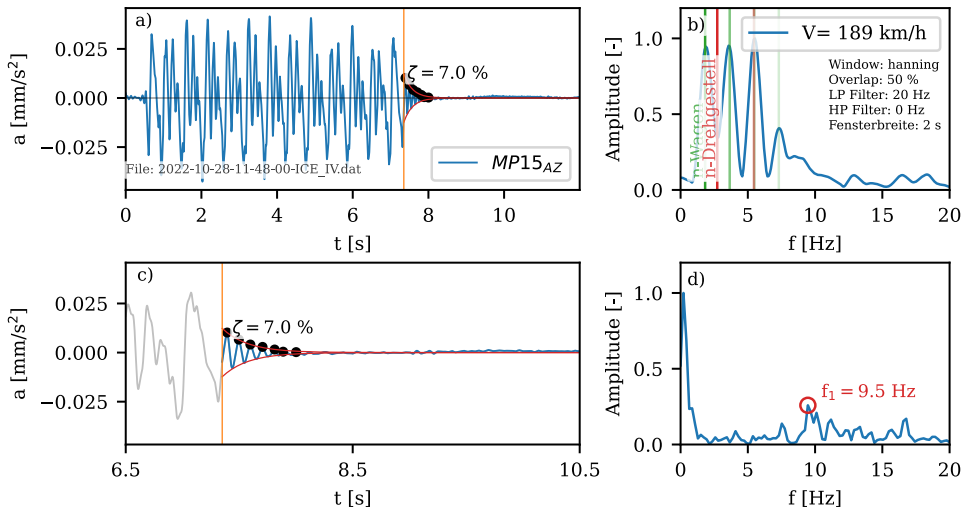 a)
ζ = 7.0 %
MP15AZ
File: 2022-10-28-11-48-00-ICE_IV.dat
0.025
0.000
−0.025
a [mm/s²]
0
2
4
6
8
10
t [s]
b)
V= 189 km/h
Window: hanning
Overlap: 50 %
LP Filter: 20 Hz
HP Filter: 0 Hz
Fensterbreite: 2 s
n-Wagen
n-Drehgestell
1.0
0.5
0.0
Amplitude [-]
0
5
10
15
20
f [Hz]
c)
ζ = 7.0 %
0.025
0.000
−0.025
a [mm/s²]
6.5
8.5
10.5
t [s]
d)
f₁ = 9.5 Hz
1.0
0.5
0.0
Amplitude [-]
0
5
10
15
20
f [Hz]